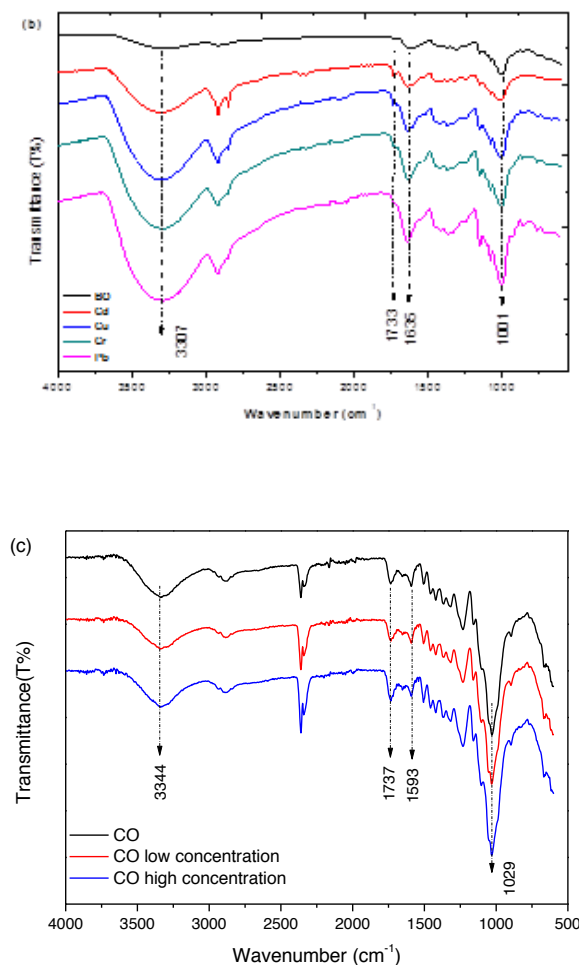 (b)
Transmittance (T%)
BO
Cd
Cu
Cr
Pb
3307
1733
1635
1001
4000 3500 3000 2500 2000 1500 1000
Wavenumber (cm⁻¹)
(c)
Transmittance(T%)
3344
1737
1593
1029
CO
CO low concentration
CO high concentration
4000 3500 3000 2500 2000 1500 1000 500
Wavenumber (cm⁻¹)